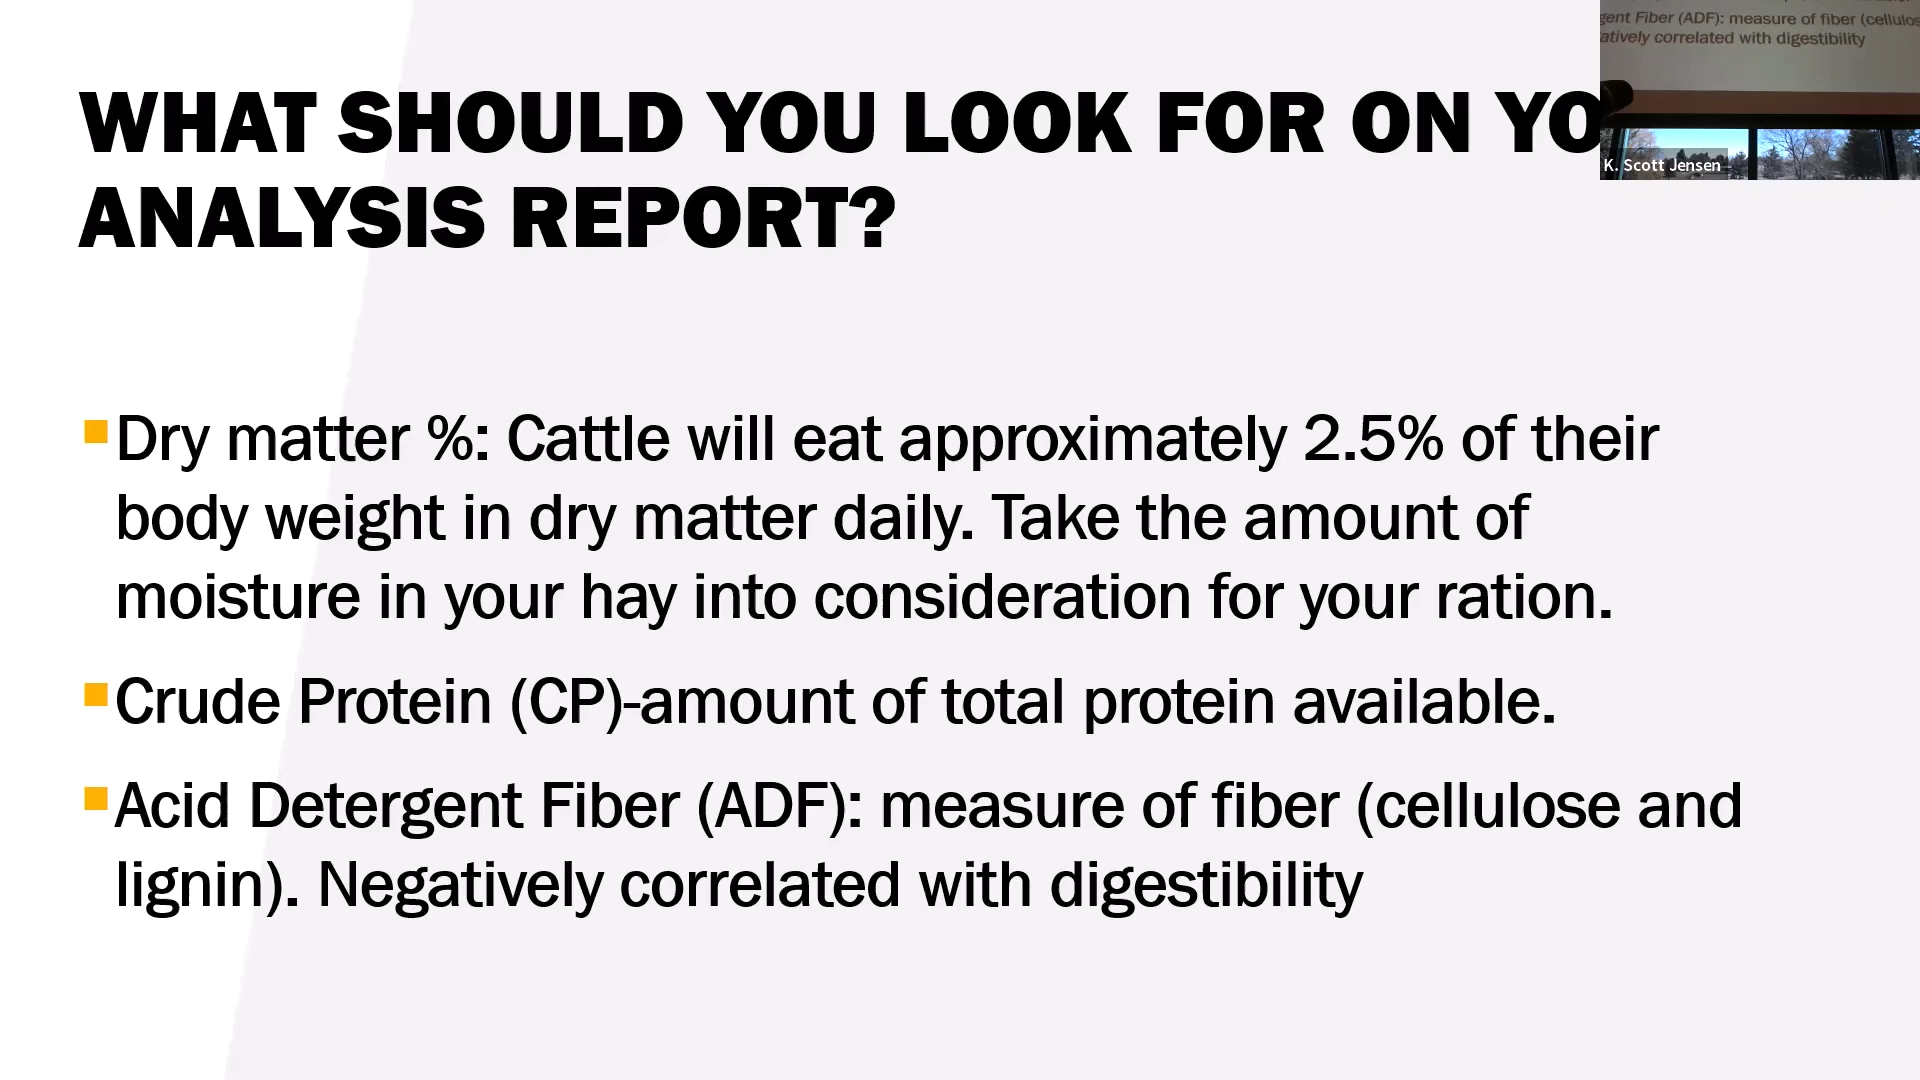 WHAT SHOULD YOU LOOK FOR ON YO
ANALYSIS REPORT?
Dry matter %: Cattle will eat approximately 2.5% of their
body weight in dry matter daily. Take the amount of
moisture in your hay into consideration for your ration.
Crude Protein (CP)-amount of total protein available.
Acid Detergent Fiber (ADF): measure of fiber (cellulose and
lignin). Negatively correlated with digestibility
gent Fiber (ADF): measure of fiber (cellulos
atively correlated with digestibility
K. Scott Jensen